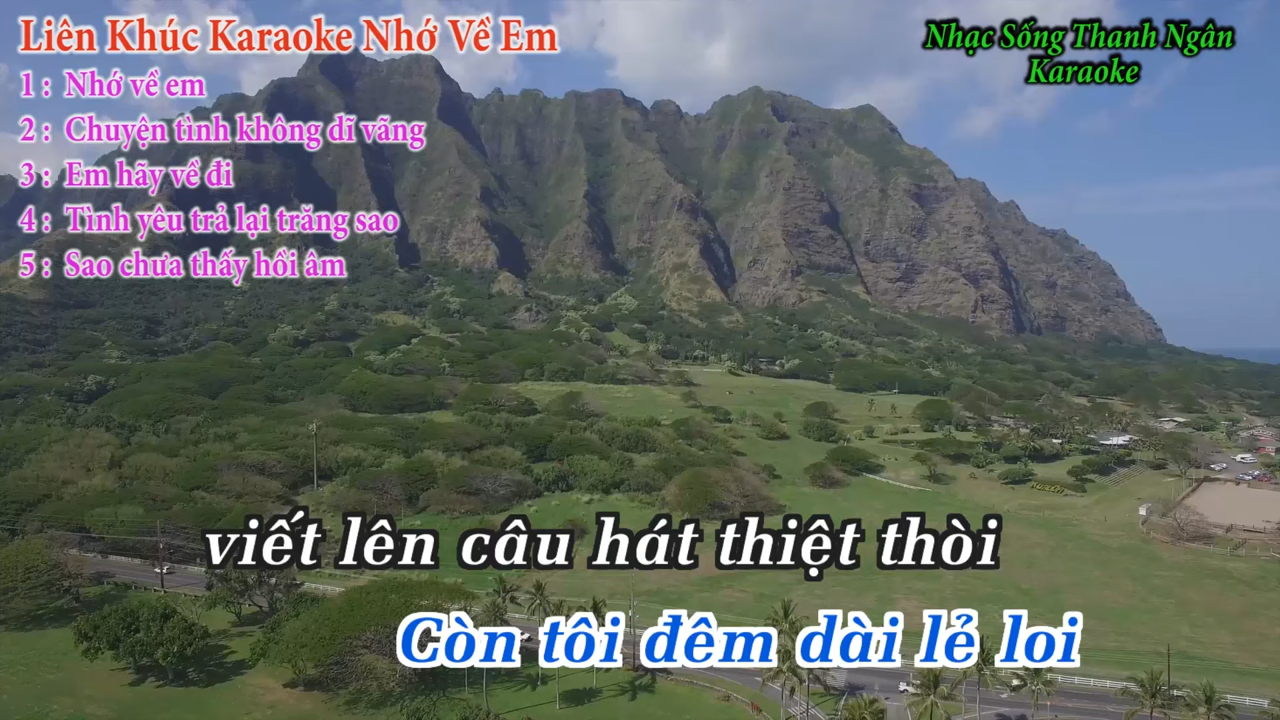 Liên Khúc Karaoke Nhớ Về Em
1 : Nhớ về em
2 : Chuyện tình không dĩ vãng
3 : Em hãy về đi
4 : Tình yêu trả lại trăng sao
5 : Sao chưa thấy hồi âm
Nhạc Sống Thanh Ngân
Karaoke
viết lên câu hát thiệt thòi
Còn tôi đêm dài lẻ loi